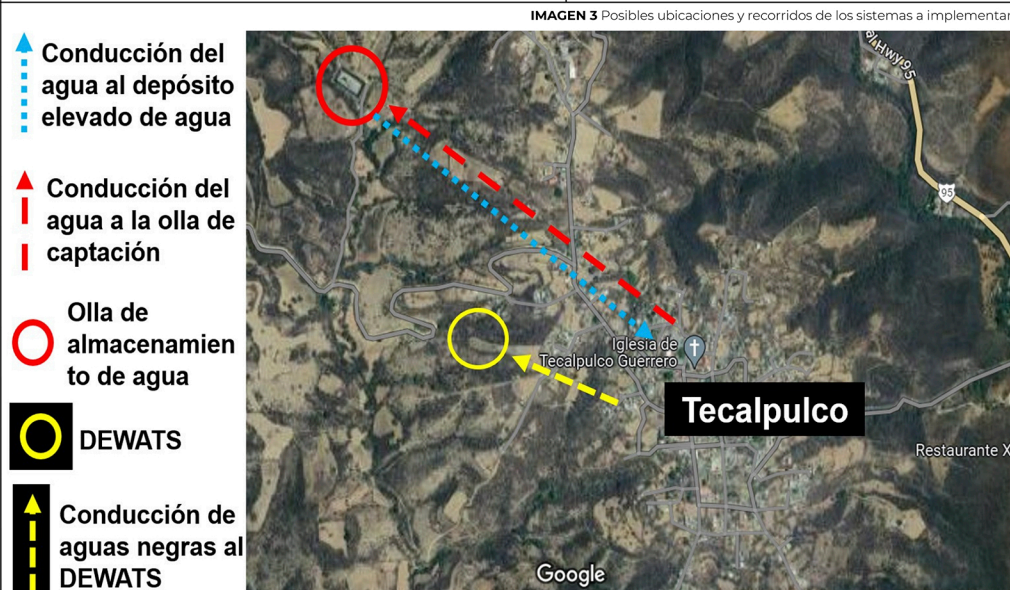 IMAGEN 3 Posibles ubicaciones y recorridos de los sistemas a implementar
Conducción del
agua al depósito
elevado de agua
Conducción del
agua a la olla de
captación
Olla de
almacenamien
to de agua
DEWATS
Conducción de
aguas negras al
DEWATS
Hwy 95
95
Iglesia de
Tecalpulco Guerrero
Tecalpulco
Restaurante X
Google